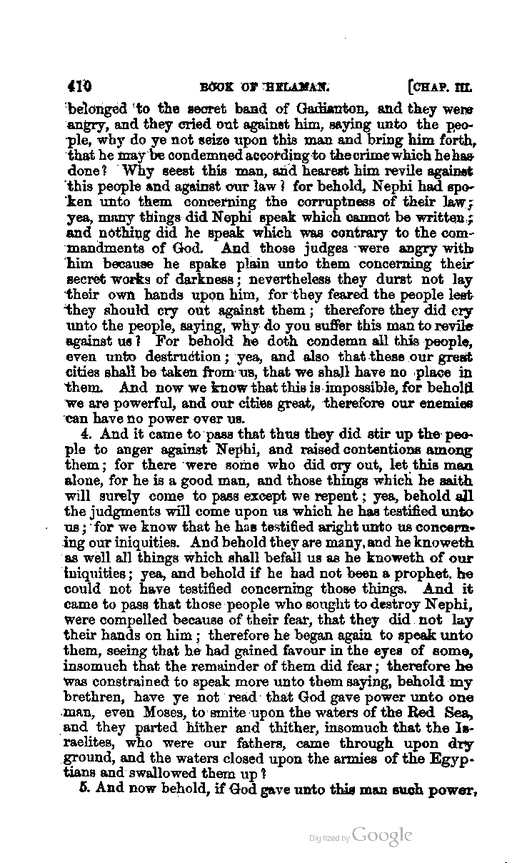 410 BOOK OF HELAMAN. [CHAP. III.
belonged to the secret band of Gadianton, and they were
angry, and they cried out against him, saying unto the peo-
ple, why do ye not seize upon this man and bring him forth,
that he may be condemned according to the crime which he has
done? Why seest this man, and hearest him revile against
this people and against our law? for behold, Nephi had spo-
ken unto them concerning the corruptness of their law;
yea, many things did Nephi speak which cannot be written;
and nothing did he speak which was contrary to the com-
mandments of God. And those judges were angry with
him because he spake plain unto them concerning their
secret works of darkness; nevertheless they durst not lay
their own hands upon him, for they feared the people lest
they should cry out against them; therefore they did cry
unto the people, saying, why do you suffer this man to revile
against us? For behold he doth condemn all this people,
even unto destruction; yea, and also that these our great
cities shall be taken from us, that we shall have no place in
them. And now we know that this is impossible, for behold
we are powerful, and our cities great, therefore our enemies
can have no power over us.
4. And it came to pass that thus they did stir up the peo-
ple to anger against Nephi, and raised contentions among
them; for there were some who did cry out, let this man
alone, for he is a good man, and those things which he saith
will surely come to pass except we repent; yea, behold all
the judgments will come upon us which he has testified unto
us; for we know that he has testified aright unto us concern-
ing our iniquities. And behold they are many, and he knoweth
as well all things which shall befall us as he knoweth of our
iniquities; yea, and behold if he had not been a prophet, he
could not have testified concerning those things. And it
came to pass that those people who sought to destroy Nephi,
were compelled because of their fear, that they did not lay
their hands on him; therefore he began again to speak unto
them, seeing that he had gained favour in the eyes of some,
insomuch that the remainder of them did fear; therefore he
was constrained to speak more unto them saying, behold my
brethren, have ye not read that God gave power unto one
man, even Moses, to smite upon the waters of the Red Sea,
and they parted hither and thither, insomuch that the Is-
raelites, who were our fathers, came through upon dry
ground, and the waters closed upon the armies of the Egyp-
tians and swallowed them up?
5. And now behold, if God gave unto this man such power,
Digitized by Google